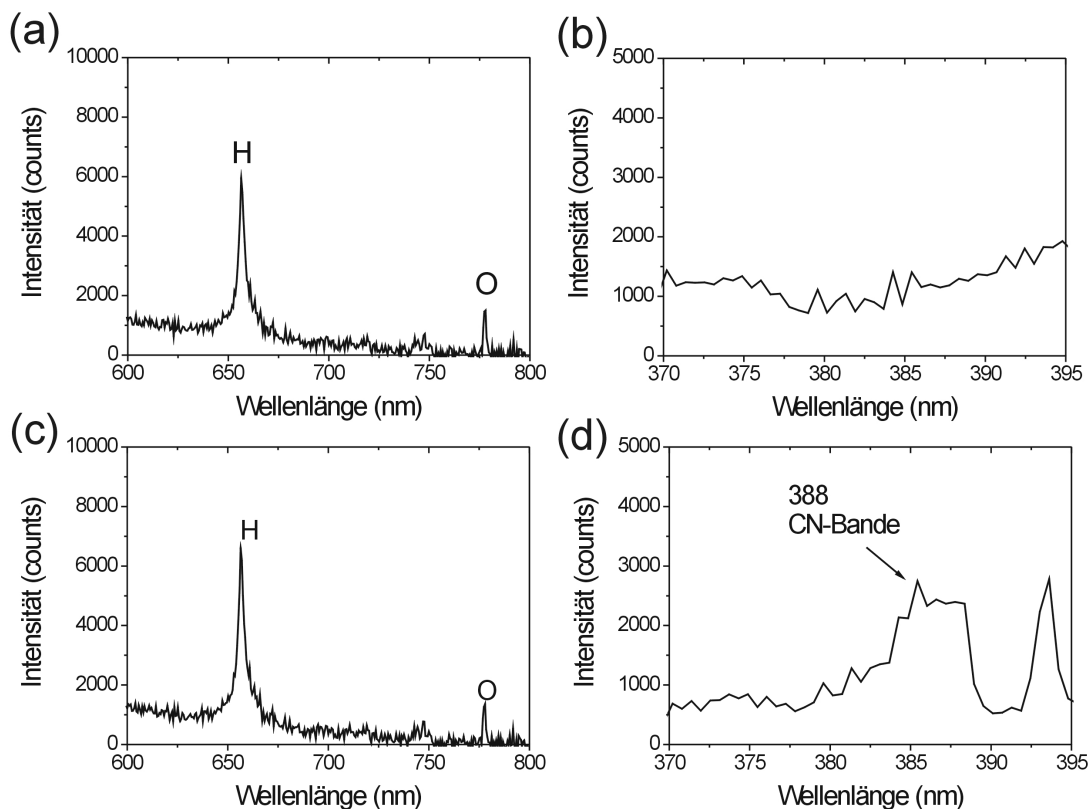 (a)
10000
8000
6000
4000
2000
0
Intensität (counts)
H
O
600 650 700 750 800
Wellenlänge (nm)
(b)
5000
4000
3000
2000
1000
0
Intensität (counts)
370 375 380 385 390 395
Wellenlänge (nm)
(c)
10000
8000
6000
4000
2000
0
Intensität (counts)
H
O
600 650 700 750 800
Wellenlänge (nm)
(d)
5000
4000
3000
2000
1000
0
Intensität (counts)
388
CN-Bande
370 375 380 385 390 395
Wellenlänge (nm)